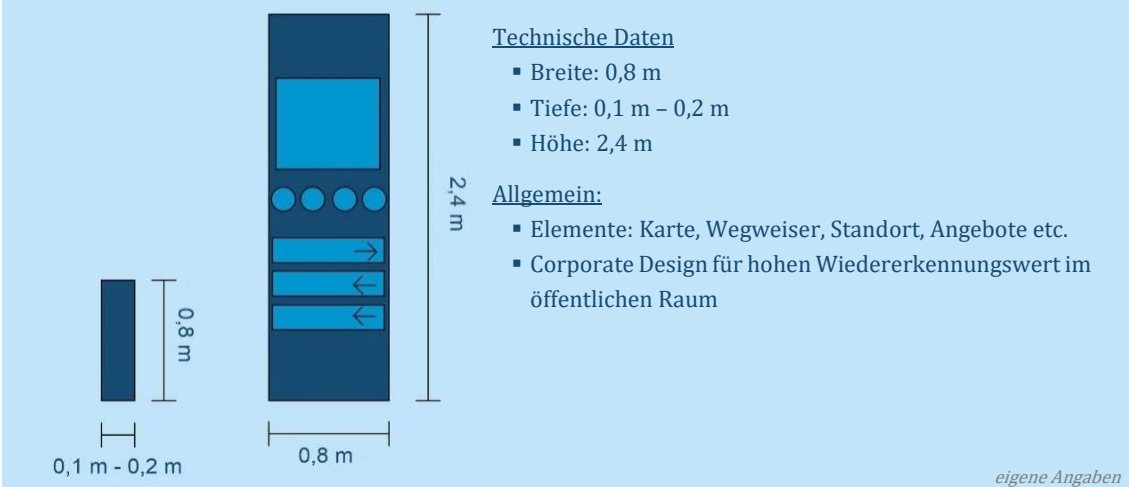 Technische Daten
▪ Breite: 0,8 m
▪ Tiefe: 0,1 m – 0,2 m
▪ Höhe: 2,4 m
Allgemein:
▪ Elemente: Karte, Wegweiser, Standort, Angebote etc.
▪ Corporate Design für hohen Wiedererkennungswert im
öffentlichen Raum
2,4 m
0,8 m
0,8 m
0,1 m - 0,2 m
eigene Angaben